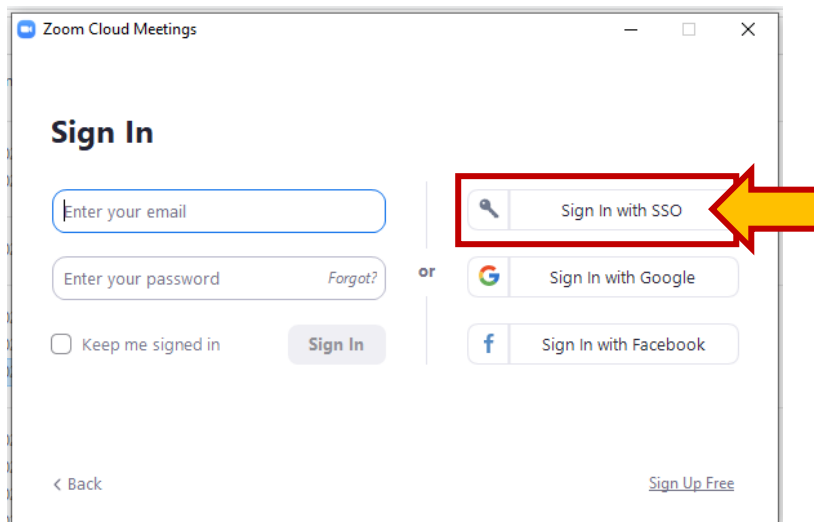 Zoom Cloud Meetings
Sign In
Enter your email
Enter your password Forgot?
Keep me signed in Sign In
or
Sign In with SSO
Sign In with Google
Sign In with Facebook
< Back
Sign Up Free